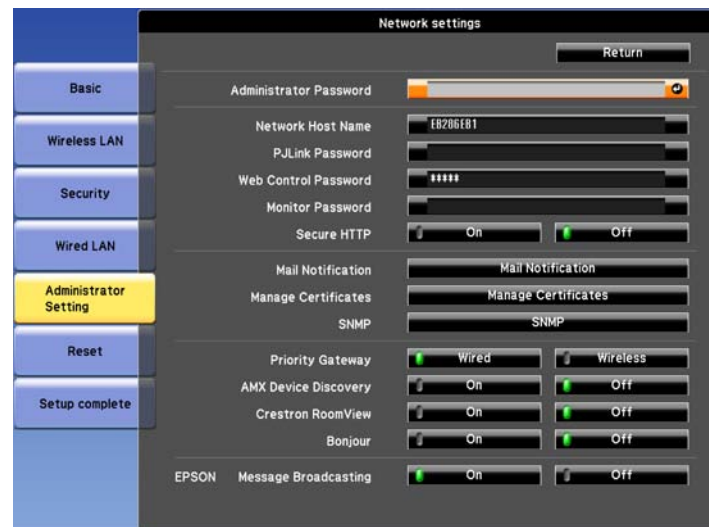 Network settings
Return
Basic
Wireless LAN
Security
Wired LAN
Administrator
Setting
Reset
Setup complete
Administrator Password
Network Host Name EB286EB1
PJLink Password
Web Control Password *****
Monitor Password
Secure HTTP On Off
Mail Notification Mail Notification
Manage Certificates Manage Certificates
SNMP SNMP
Priority Gateway Wired Wireless
AMX Device Discovery On Off
Crestron RoomView On Off
Bonjour On Off
EPSON Message Broadcasting On Off